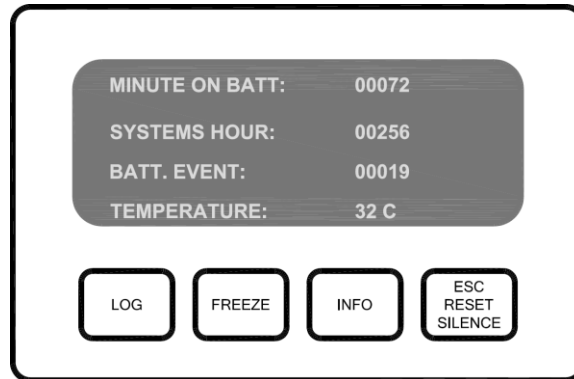 MINUTE ON BATT: 00072
SYSTEMS HOUR: 00256
BATT. EVENT: 00019
TEMPERATURE: 32 C
LOG
FREEZE
INFO
ESC
RESET
SILENCE